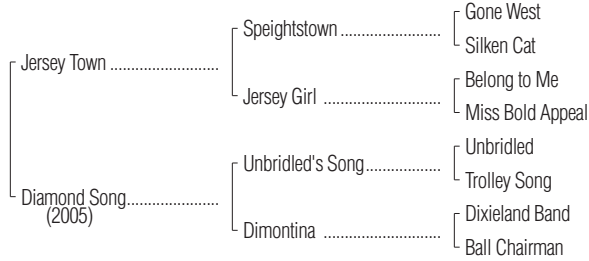 Gone West
Speightstown ........................
Silken Cat
Jersey Town ..........................
Belong to Me
Jersey Girl ............................
Miss Bold Appeal
Unbridled
Unbridled's Song..................
Trolley Song
Diamond Song......................
(2005)
Dixieland Band
Dimontina ............................
Ball Chairman